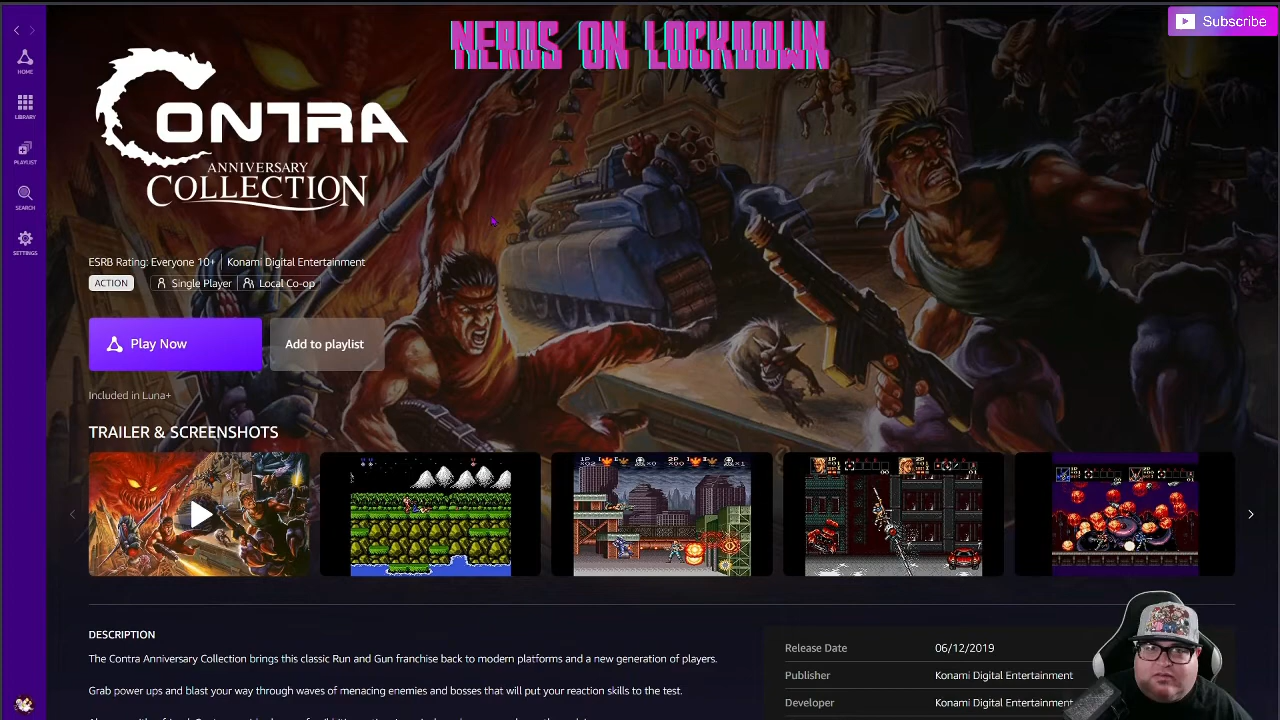 NERDS ON LOCKDOWN
Subscribe
HOME
LIBRARY
PLAYLIST
SEARCH
SETTINGS
CONTRA
ANNIVERSARY
COLLECTION
ESRB Rating: Everyone 10+ | Konami Digital Entertainment
ACTION Single Player Local Co-op
Play Now
Add to playlist
Included in Luna+
TRAILER & SCREENSHOTS
DESCRIPTION
The Contra Anniversary Collection brings this classic Run and Gun franchise back to modern platforms and a new generation of players.
Grab power ups and blast your way through waves of menacing enemies and bosses that will put your reaction skills to the test.
Release Date 06/12/2019
Publisher Konami Digital Entertainment
Developer Konami Digital Entertainment